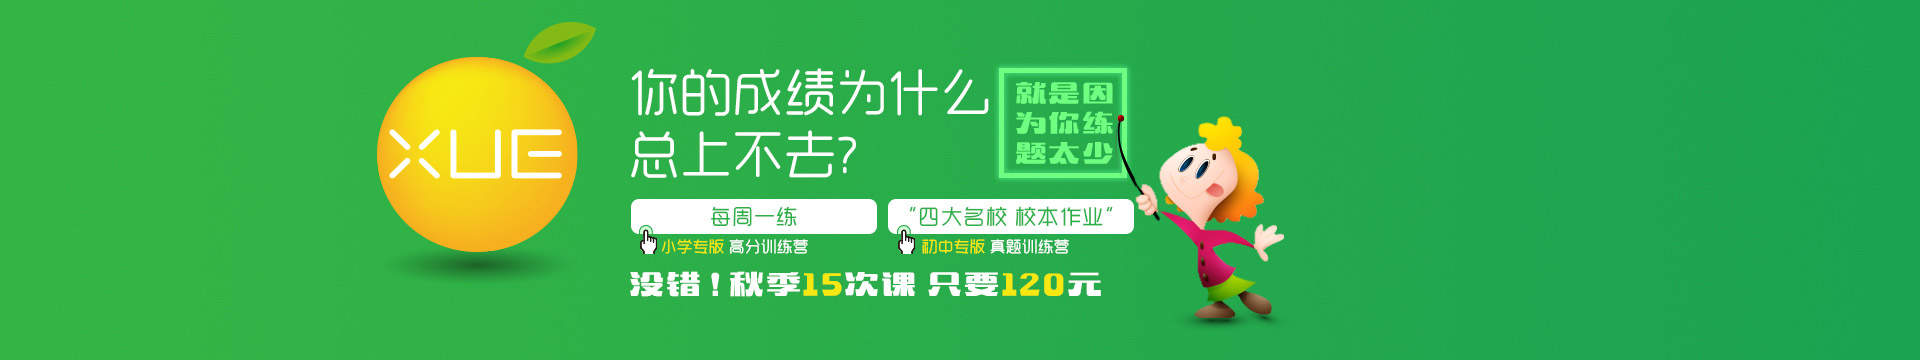 XUE
你的成绩为什么
总上不去?
就是因
为你练
题太少
每周一练
“四大名校 校本作业”
小学专版 高分训练营
初中专版 真题训练营
没错！秋季15次课 只要120元